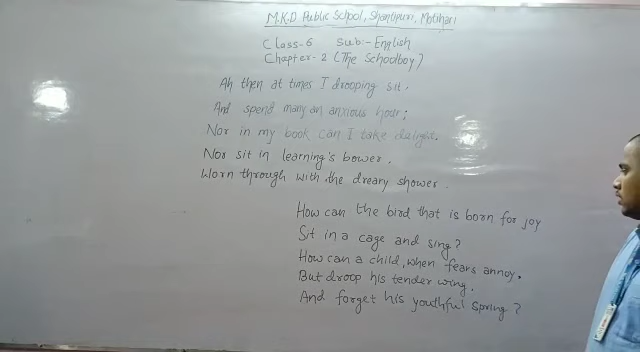 M.K.D Public School, Shantipuri, Motihari
Class-6 Sub:- English
Chapter-2 (The Schoolboy)
Ah then at times I drooping sit,
And spend many an anxious hour;
Nor in my book can I take delight.
Nor sit in learning's bower.
Worn through with the dreary shower.
How can the bird that is born for joy
Sit in a cage and sing?
How can a child, when fears annoy.
But droop his tender wing.
And forget his youthful spring?